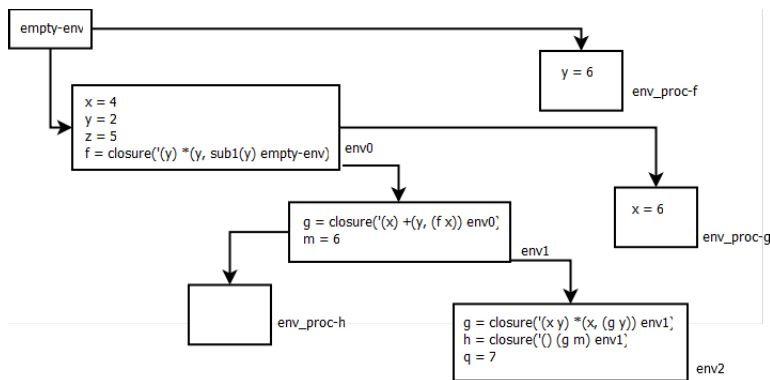 empty-env
y = 6
env_proc-f
x = 4
y = 2
z = 5
f = closure('(y) *(y, sub1(y) empty-env)
env0
x = 6
env_proc-g
g = closure('(x) +(y, (f x)) env0)
m = 6
env1
env_proc-h
g = closure('(x y) *(x, (g y)) env1)
h = closure('() (g m) env1)
q = 7
env2